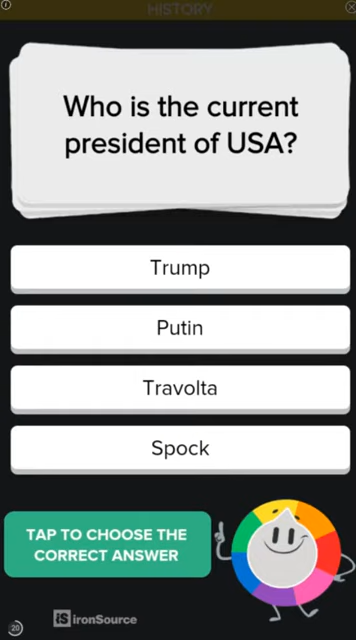 HISTORY
Who is the current
president of USA?
Trump
Putin
Travolta
Spock
TAP TO CHOOSE THE
CORRECT ANSWER
20
iS ironSource